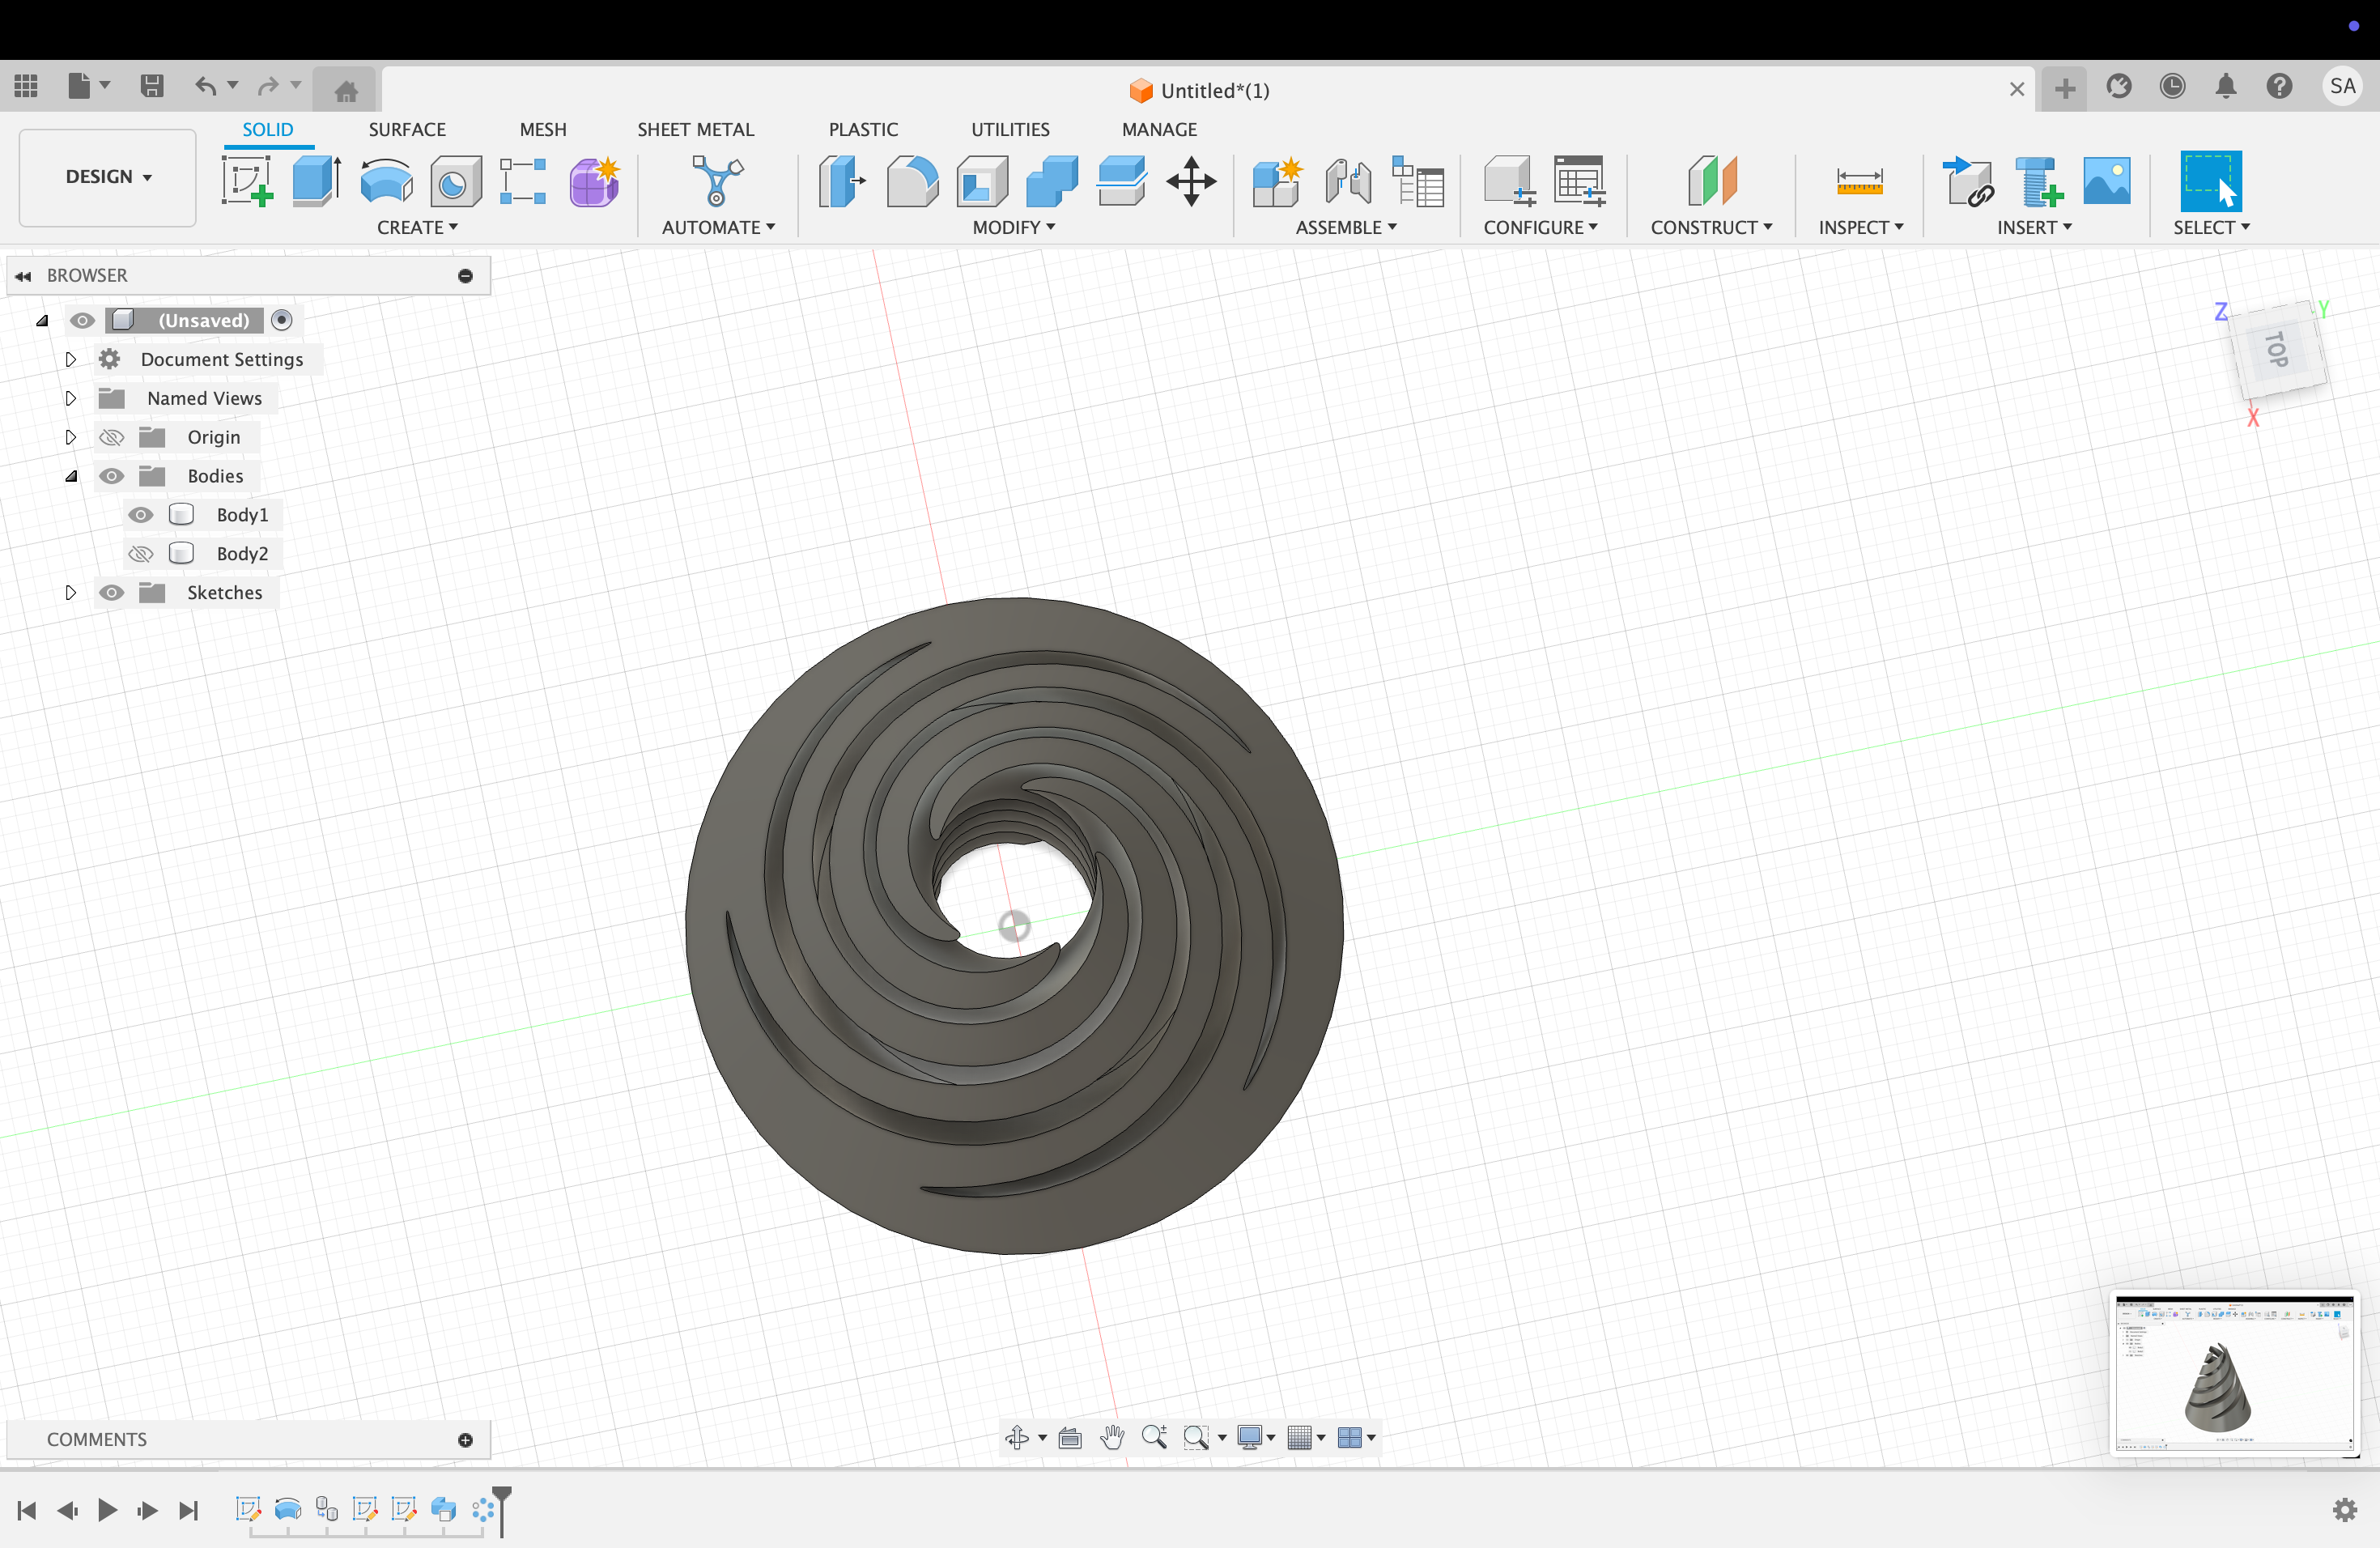 Untitled*(1)
SA
SOLID
SURFACE
MESH
SHEET METAL
PLASTIC
UTILITIES
MANAGE
DESIGN
CREATE
AUTOMATE
MODIFY
ASSEMBLE
CONFIGURE
CONSTRUCT
INSPECT
INSERT
SELECT
BROWSER
(Unsaved)
Document Settings
Named Views
Origin
Bodies
Body1
Body2
Sketches
Z
Y
TOP
X
COMMENTS